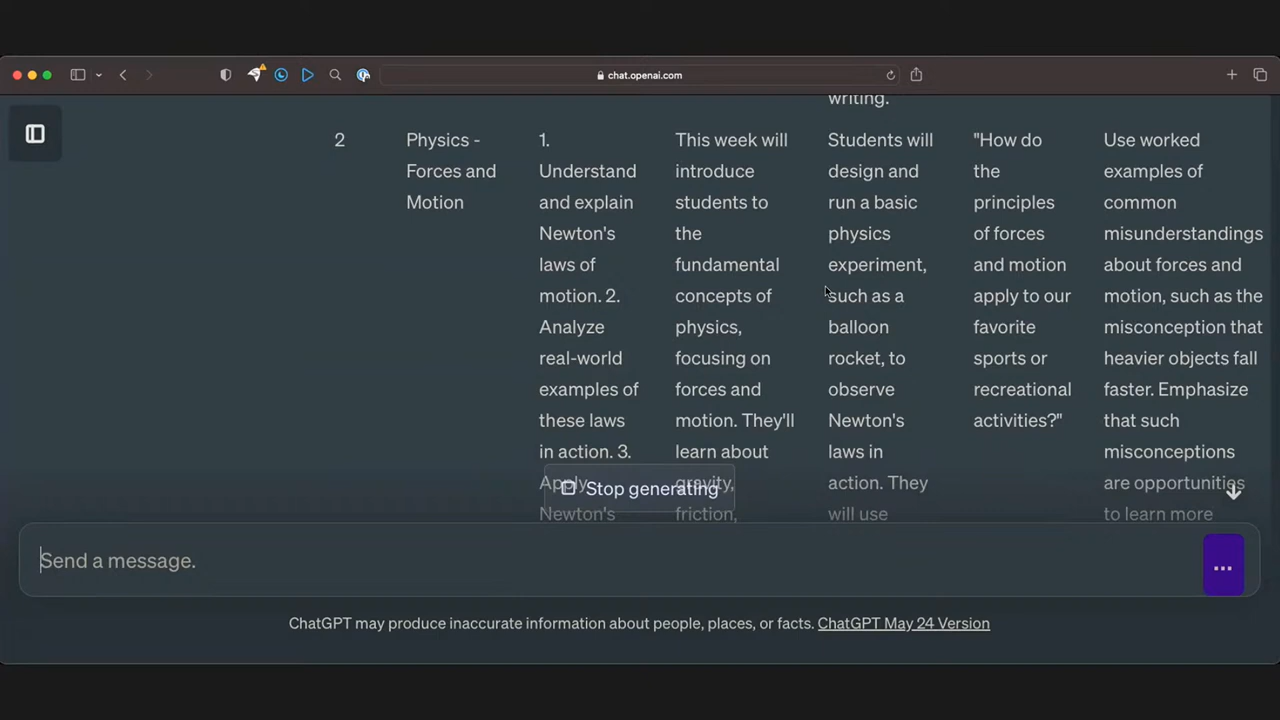 chat.openai.com
writing.
2
Physics -
Forces and
Motion
1.
Understand
and explain
Newton's
laws of
motion. 2.
Analyze
real-world
examples of
these laws
in action. 3.
Apply
Newton's
This week will
introduce
students to
the
fundamental
concepts of
physics,
focusing on
forces and
motion. They'll
learn about
gravity,
friction,
Students will
design and
run a basic
physics
experiment,
such as a
balloon
rocket, to
observe
Newton's
laws in
action. They
will use
"How do
the
principles
of forces
and motion
apply to our
favorite
sports or
recreational
activities?"
Use worked
examples of
common
misunderstandings
about forces and
motion, such as the
misconception that
heavier objects fall
faster. Emphasize
that such
misconceptions
are opportunities
to learn more
Stop generating
Send a message.
ChatGPT may produce inaccurate information about people, places, or facts. ChatGPT May 24 Version